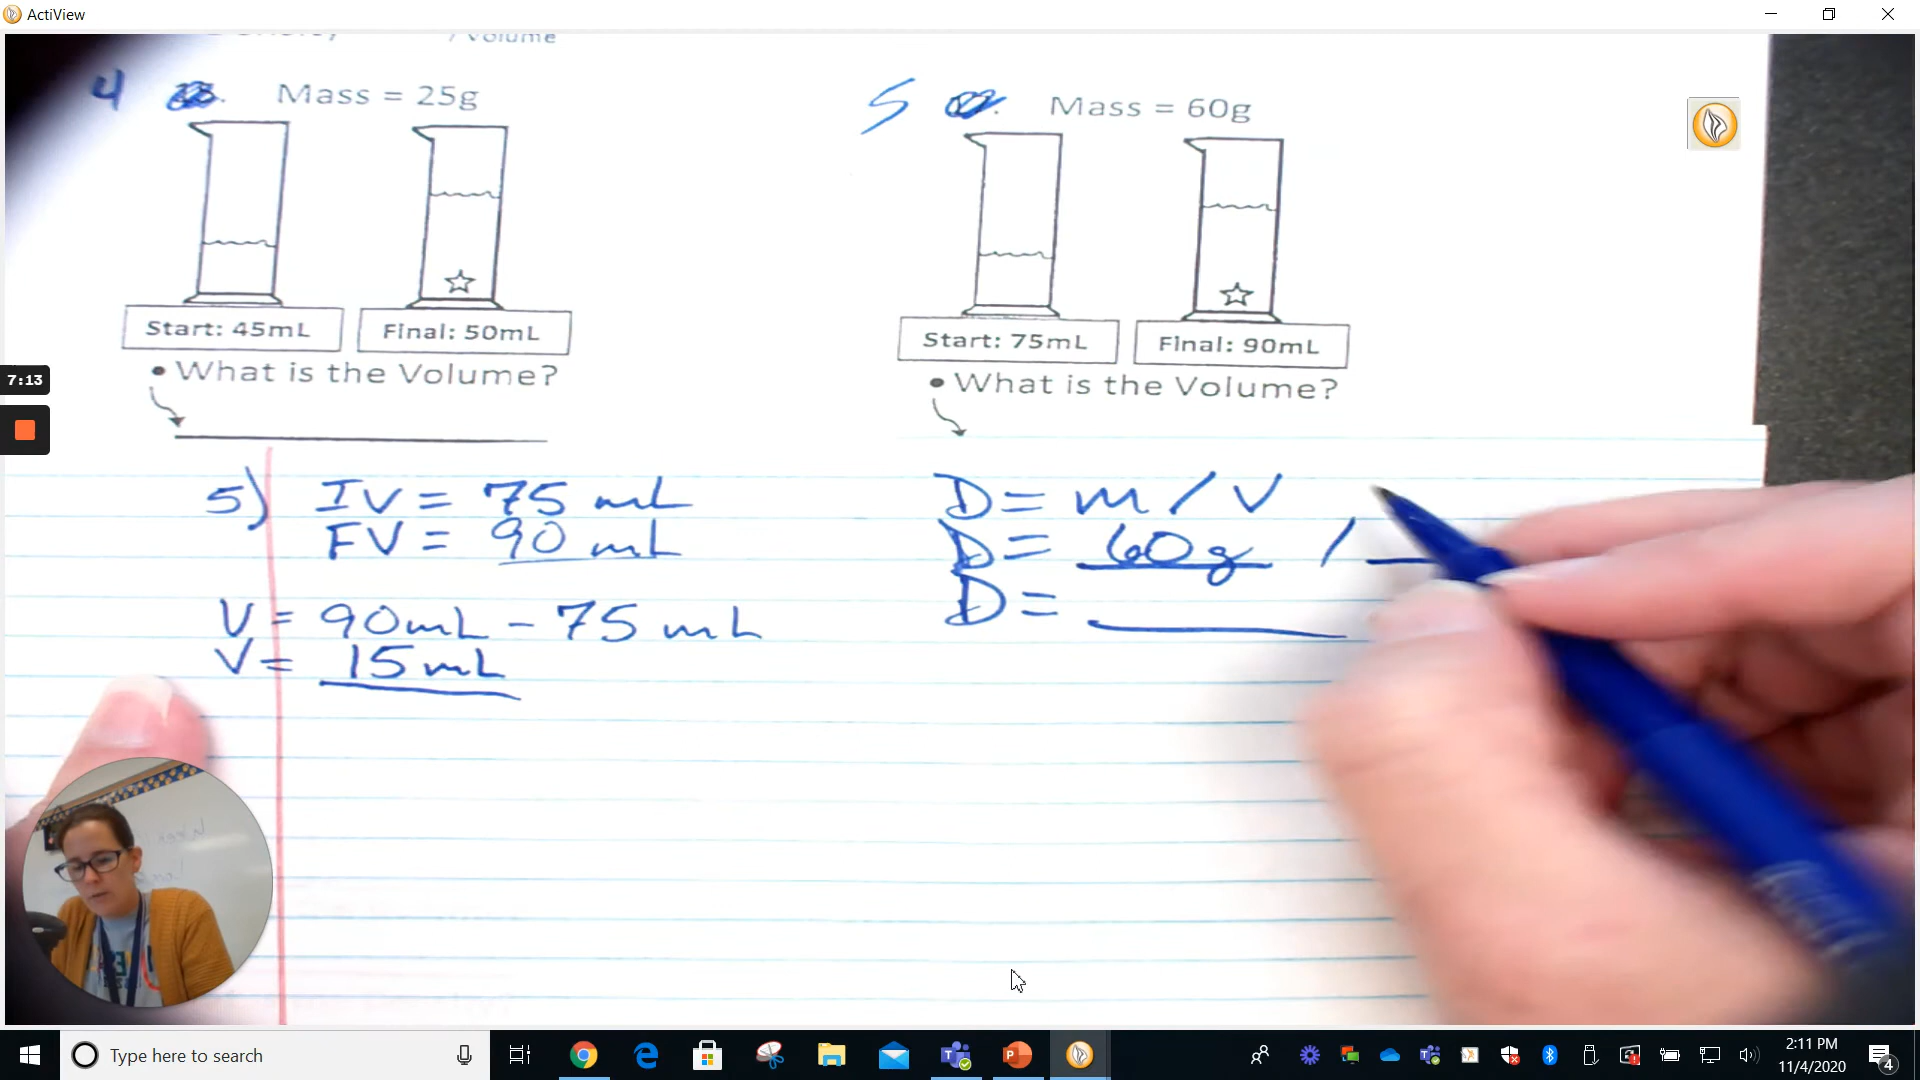 ActiView
/ Volume
4 Mass = 25g
Start: 45mL Final: 50mL
• What is the Volume?
5 Mass = 60g
Start: 75mL Final: 90mL
• What is the Volume?
5) IV = 75 mL
FV = 90 mL
V = 90mL - 75 mL
V = 15mL
D = m / V
D = 60g /
D =
7:13
Type here to search
2:11 PM
11/4/2020
4